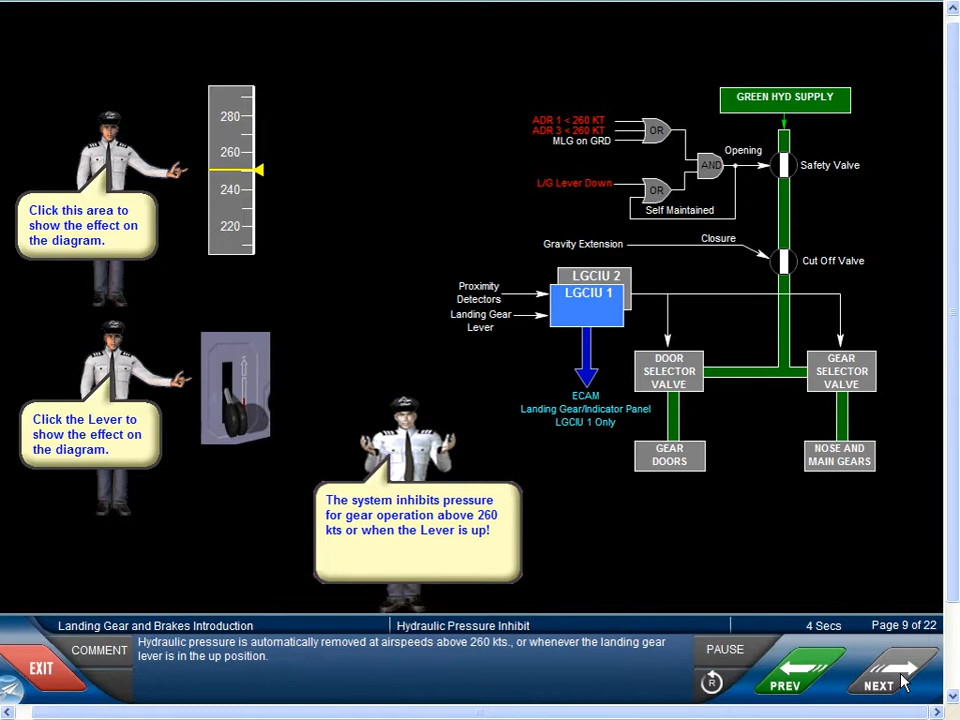 280
260
240
220
Click this area to
show the effect on
the diagram.
Click the Lever to
show the effect on
the diagram.
The system inhibits pressure
for gear operation above 260
kts or when the Lever is up!
GREEN HYD SUPPLY
ADR 1 < 260 KT
ADR 3 < 260 KT
MLG on GRD
OR
Opening
AND
Safety Valve
L/G Lever Down
OR
Self Maintained
Gravity Extension
Closure
Cut Off Valve
LGCIU 2
LGCIU 1
Proximity
Detectors
Landing Gear
Lever
DOOR
SELECTOR
VALVE
GEAR
SELECTOR
VALVE
ECAM
Landing Gear/Indicator Panel
LGCIU 1 Only
GEAR
DOORS
NOSE AND
MAIN GEARS
Landing Gear and Brakes Introduction
Hydraulic Pressure Inhibit
4 Secs
Page 9 of 22
EXIT
COMMENT
Hydraulic pressure is automatically removed at airspeeds above 260 kts., or whenever the landing gear
lever is in the up position.
PAUSE
R
PREV
NEXT